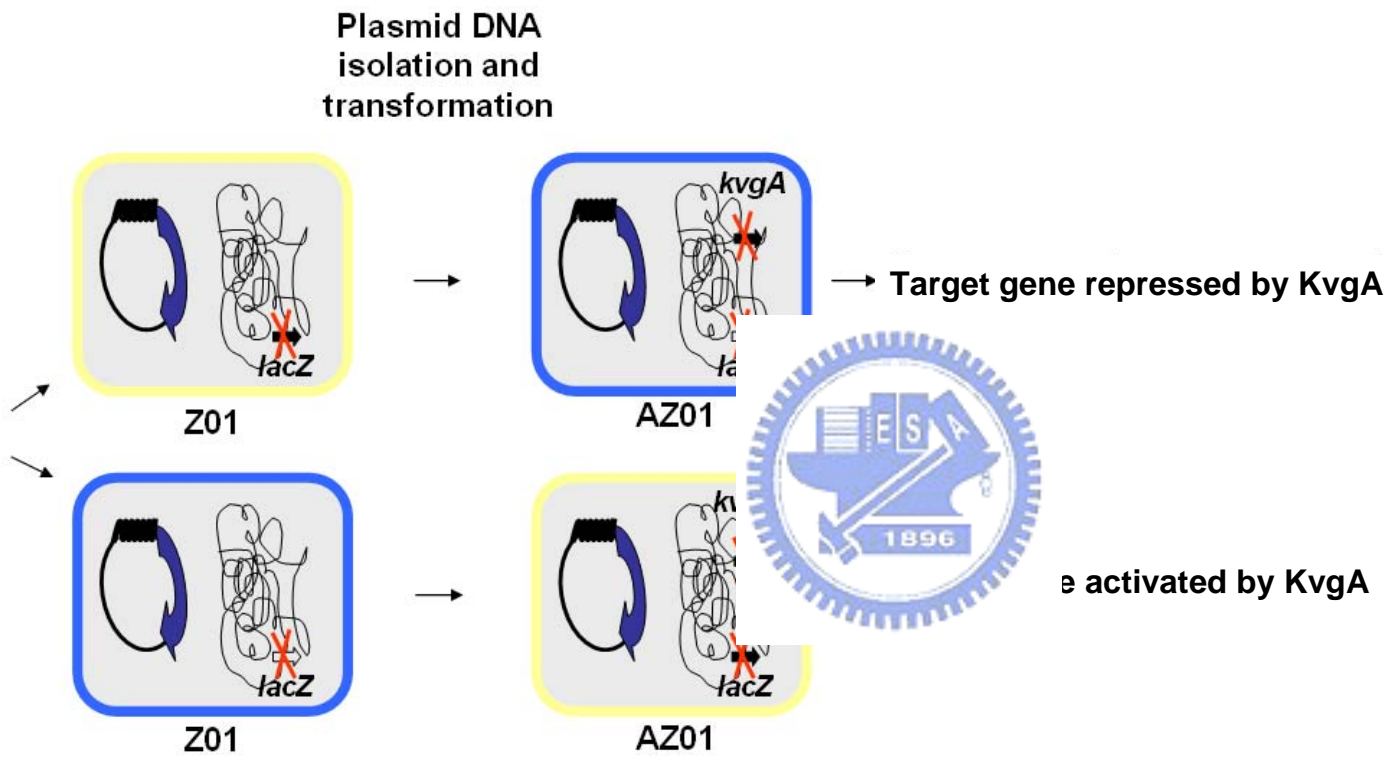 Plasmid DNA
isolation and
transformation
kvgA
lacZ
Z01
AZ01
Target gene repressed by KvgA
lacZ
Z01
lacZ
AZ01
E S A
1896
activated by KvgA